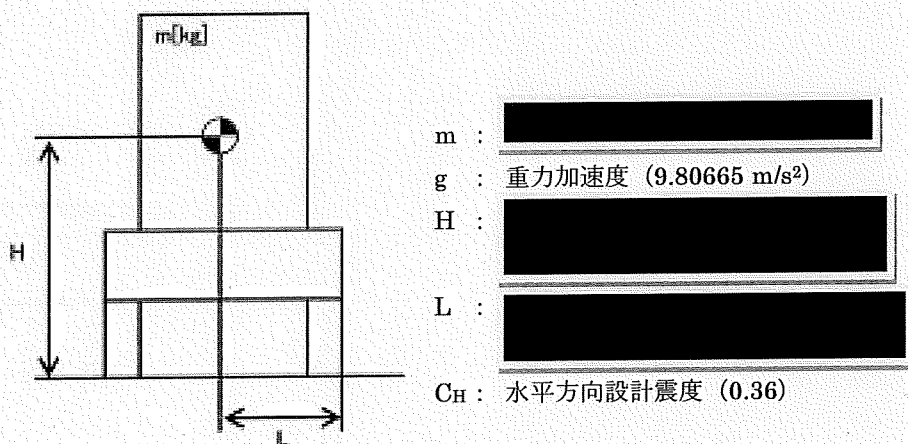 m[kg]
H
L
m :
g : 重力加速度（9.80665 m/s²）
H :
L :
CH : 水平方向設計震度（0.36）